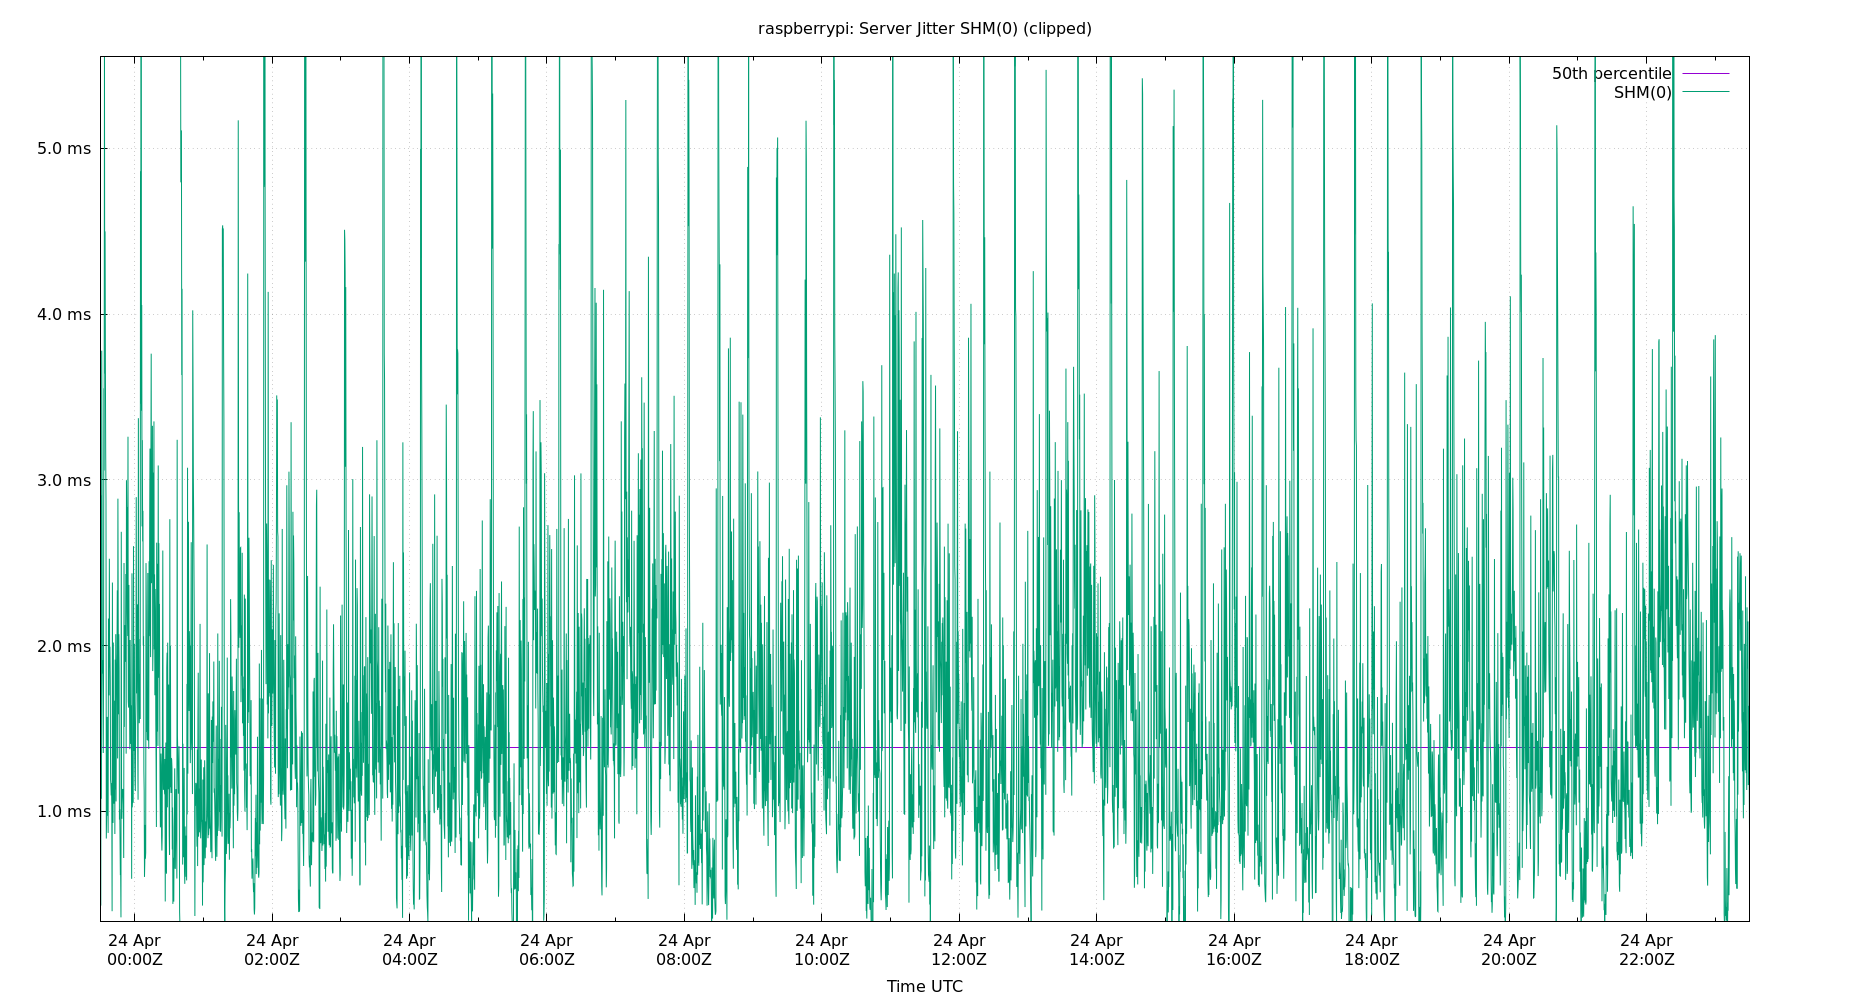 raspberrypi: Server Jitter SHM(0) (clipped)
50th percentile
SHM(0)
5.0 ms
4.0 ms
3.0 ms
2.0 ms
1.0 ms
24 Apr 24 Apr 24 Apr 24 Apr 24 Apr 24 Apr 24 Apr 24 Apr 24 Apr 24 Apr 24 Apr 24 Apr
00:00Z 02:00Z 04:00Z 06:00Z 08:00Z 10:00Z 12:00Z 14:00Z 16:00Z 18:00Z 20:00Z 22:00Z
Time UTC